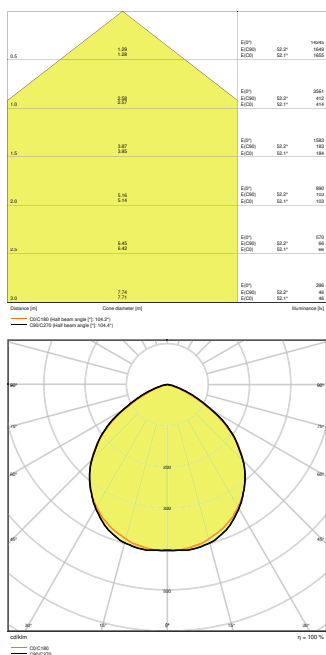 E(0°)
1.29 E(C90) 52.2° 1649
0.5 1.28 E(C0) 52.1° 1655
E(0°) 3561
2.58 E(C90) 52.2° 412
1.0 2.57 E(C0) 52.1° 414
E(0°) 1583
3.87 E(C90) 52.2° 183
1.5 3.85 E(C0) 52.1° 184
E(0°) 890
5.16 E(C90) 52.2° 103
2.0 5.14 E(C0) 52.1° 103
E(0°) 570
6.45 E(C90) 52.2° 66
2.5 6.42 E(C0) 52.1° 66
E(0°) 396
7.74 E(C90) 52.2° 46
3.0 7.71 E(C0) 52.1° 46
Distance [m] Cone diameter [m] Illuminance [lx]
C0/C180 (Half beam angle [°]: 104.2°)
C90/C270 (Half beam angle [°]: 104.4°)
90° 90°
75° 75°
200
60° 60°
300
45° 45°
30° 15° 0° 15° 30°
cd/klm η = 100 %
C0/C180
C90/C270